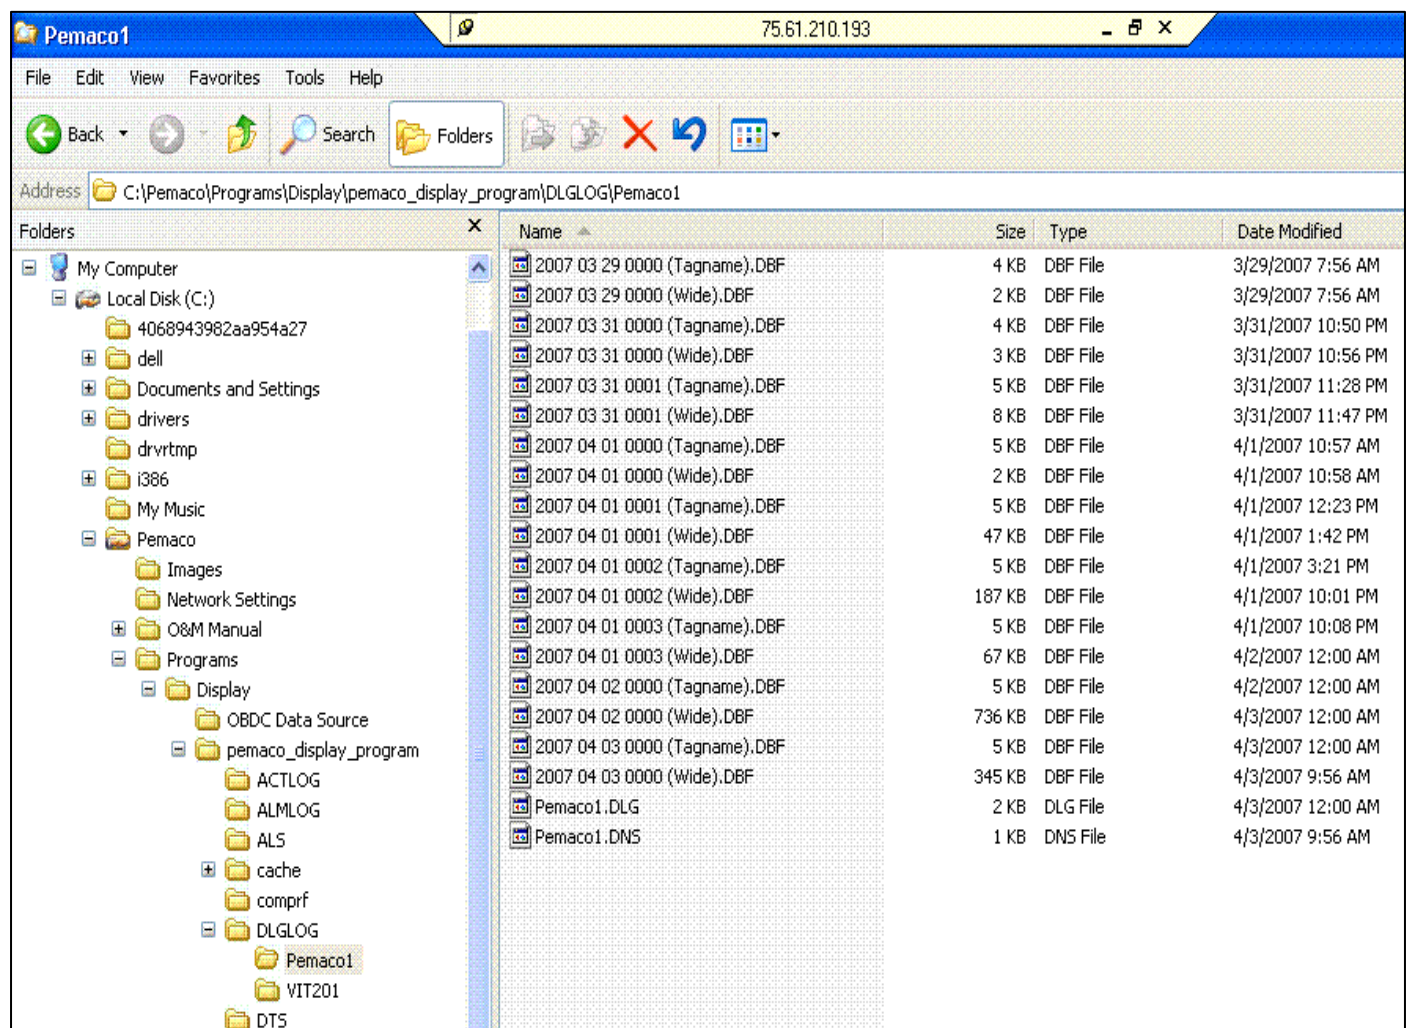 Pemaco1
75.61.210.193
File Edit View Favorites Tools Help
Back Search Folders
Address C:\Pemaco\Programs\Display\pemaco_display_program\DLGLOG\Pemaco1
Folders
My Computer
Local Disk (C:)
4068943982aa954a27
dell
Documents and Settings
drivers
drvrtmp
i386
My Music
Pemaco
Images
Network Settings
O&M Manual
Programs
Display
OBDC Data Source
pemaco_display_program
ACTLOG
ALMLOG
ALS
cache
comprf
DLGLOG
Pemaco1
VIT201
DTS
Name Size Type Date Modified
2007 03 29 0000 (Tagname).DBF 4 KB DBF File 3/29/2007 7:56 AM
2007 03 29 0000 (Wide).DBF 2 KB DBF File 3/29/2007 7:56 AM
2007 03 31 0000 (Tagname).DBF 4 KB DBF File 3/31/2007 10:50 PM
2007 03 31 0000 (Wide).DBF 3 KB DBF File 3/31/2007 10:56 PM
2007 03 31 0001 (Tagname).DBF 5 KB DBF File 3/31/2007 11:28 PM
2007 03 31 0001 (Wide).DBF 8 KB DBF File 3/31/2007 11:47 PM
2007 04 01 0000 (Tagname).DBF 5 KB DBF File 4/1/2007 10:57 AM
2007 04 01 0000 (Wide).DBF 2 KB DBF File 4/1/2007 10:58 AM
2007 04 01 0001 (Tagname).DBF 5 KB DBF File 4/1/2007 12:23 PM
2007 04 01 0001 (Wide).DBF 47 KB DBF File 4/1/2007 1:42 PM
2007 04 01 0002 (Tagname).DBF 5 KB DBF File 4/1/2007 3:21 PM
2007 04 01 0002 (Wide).DBF 187 KB DBF File 4/1/2007 10:01 PM
2007 04 01 0003 (Tagname).DBF 5 KB DBF File 4/1/2007 10:08 PM
2007 04 01 0003 (Wide).DBF 67 KB DBF File 4/2/2007 12:00 AM
2007 04 02 0000 (Tagname).DBF 5 KB DBF File 4/2/2007 12:00 AM
2007 04 02 0000 (Wide).DBF 736 KB DBF File 4/3/2007 12:00 AM
2007 04 03 0000 (Tagname).DBF 5 KB DBF File 4/3/2007 12:00 AM
2007 04 03 0000 (Wide).DBF 345 KB DBF File 4/3/2007 9:56 AM
Pemaco1.DLG 2 KB DLG File 4/3/2007 12:00 AM
Pemaco1.DNS 1 KB DNS File 4/3/2007 9:56 AM